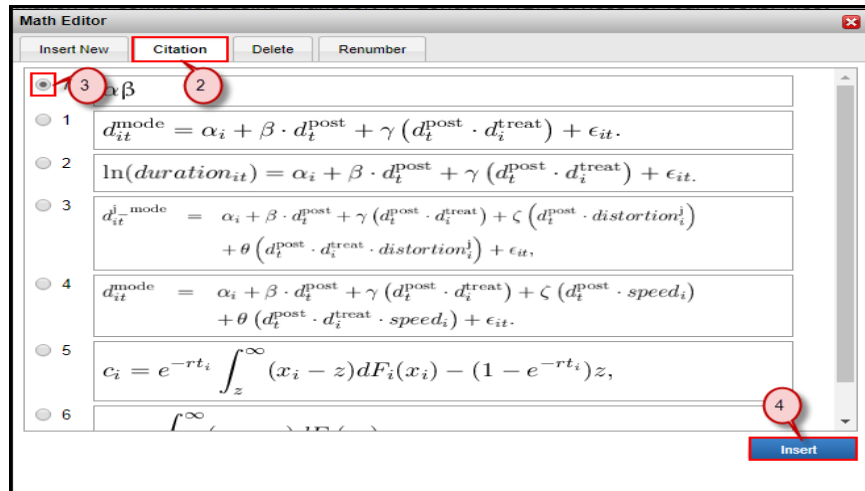 Math Editor
Insert New Citation Delete Renumber
3 αβ 2
1 d_{it}^{mode} = α_i + β · d_t^{post} + γ (d_t^{post} · d_i^{treat}) + ϵ_{it}.
2 ln(duration_{it}) = α_i + β · d_t^{post} + γ (d_t^{post} · d_i^{treat}) + ϵ_{it.}
3 d_{it}^{j_mode} = α_i + β · d_t^{post} + γ (d_t^{post} · d_i^{treat}) + ζ (d_t^{post} · distortion_i^j)
+ θ (d_t^{post} · d_i^{treat} · distortion_i^j) + ϵ_{it},
4 d_{it}^{mode} = α_i + β · d_t^{post} + γ (d_t^{post} · d_i^{treat}) + ζ (d_t^{post} · speed_i)
+ θ (d_t^{post} · d_i^{treat} · speed_i) + ϵ_{it}.
5 c_i = e^{-rt_i} ∫_z^∞ (x_i − z)dF_i(x_i) − (1 − e^{-rt_i})z,
6
4
Insert